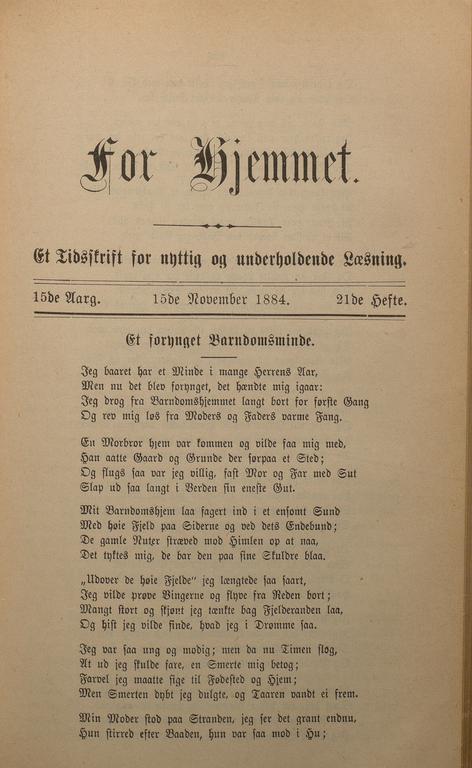 For Hjemmet.
Et Tidsskrift for nyttig og underholdende Læsning.
15de Aarg. 15de November 1884. 21de Hefte.
Et forynget Barndomsminde.
Jeg baaret har et Minde i mange Herrens Aar,
Men nu det blev forynget, det hændte mig igaar:
Jeg drog fra Barndomshjemmet langt bort for første Gang
Og rev mig løs fra Moders og Faders varme Fang.
En Morbror hjem var kommen og vilde faa mig med,
Han aatte Gaard og Grunde der sørpaa et Sted;
Og flugs saa var jeg villig, fast Mor og Far med Sut
Slap ud saa langt i Verden sin eneste Gut.
Mit Barndomshjem laa fagert ind i et ensomt Sund
Med høie Fjeld paa Siderne og ved dets Endebund;
De gamle Nuter stræved mod Himlen op at naa,
Det tyktes mig, de bar den paa sine Skuldre blaa.
„Udover de høie Fjelde" jeg længtede saa saart,
Jeg vilde prøve Vingerne og flyve fra Reden bort;
Mangt stort og skjønt jeg tænkte bag Fjelderanden laa,
Og hist jeg vilde finde, hvad jeg i Drømme saa.
Jeg var saa ung og modig; men da nu Timen slog,
At ud jeg skulde fare, en Smerte mig betog;
Farvel jeg maatte sige til Fødested og Hjem;
Men Smerten dybt jeg dulgte, og Taaren vandt ei frem.
Min Moder stod paa Stranden, jeg ser det grant endnu,
Hun stirred efter Baaden, hun var saa mod i Hu;